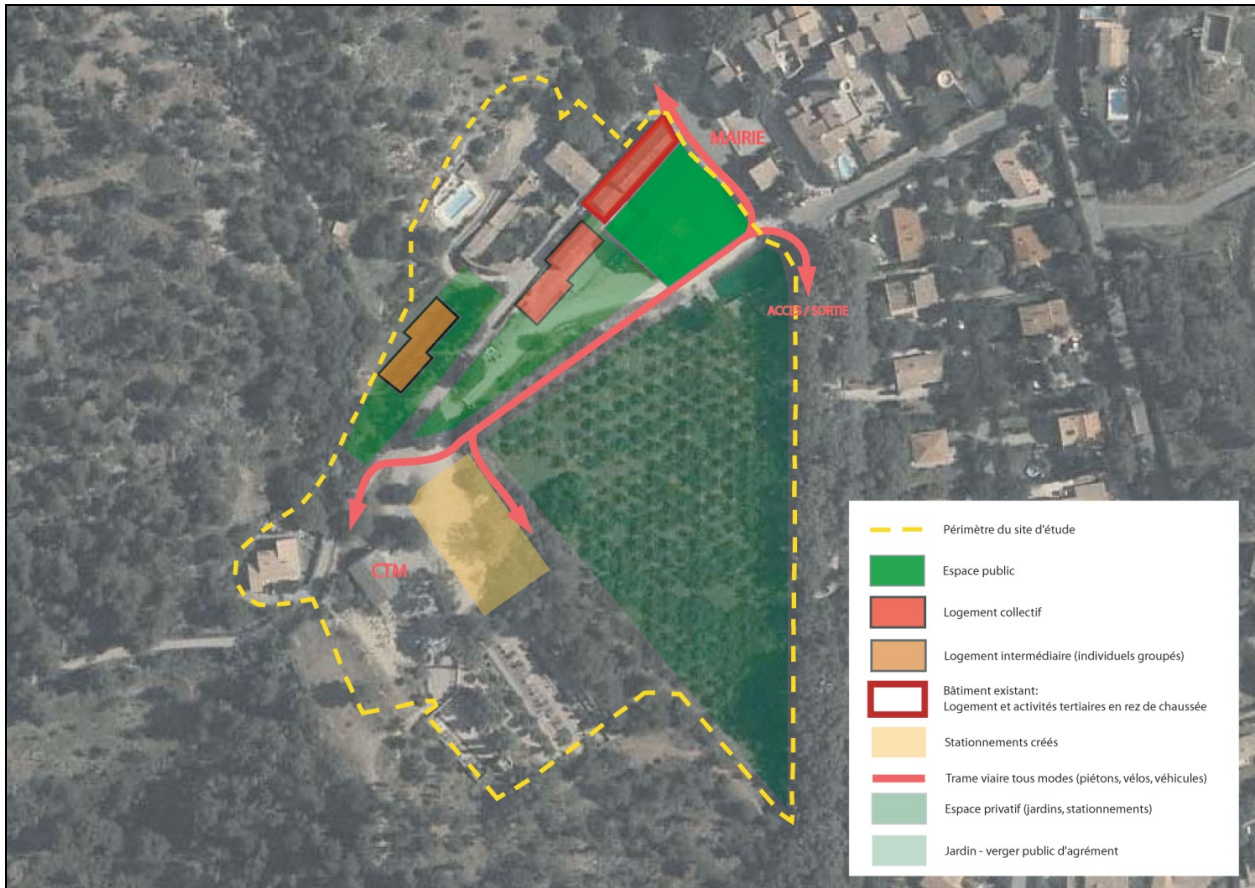 MAIRIE
ACCES / SORTIE
CTM
Périmètre du site d'étude
Espace public
Logement collectif
Logement intermédiaire (individuels groupés)
Bâtiment existant:
Logement et activités tertiaires en rez de chaussée
Stationnements créés
Trame viaire tous modes (piétons, vélos, véhicules)
Espace privatif (jardins, stationnements)
Jardin - verger public d'agrément